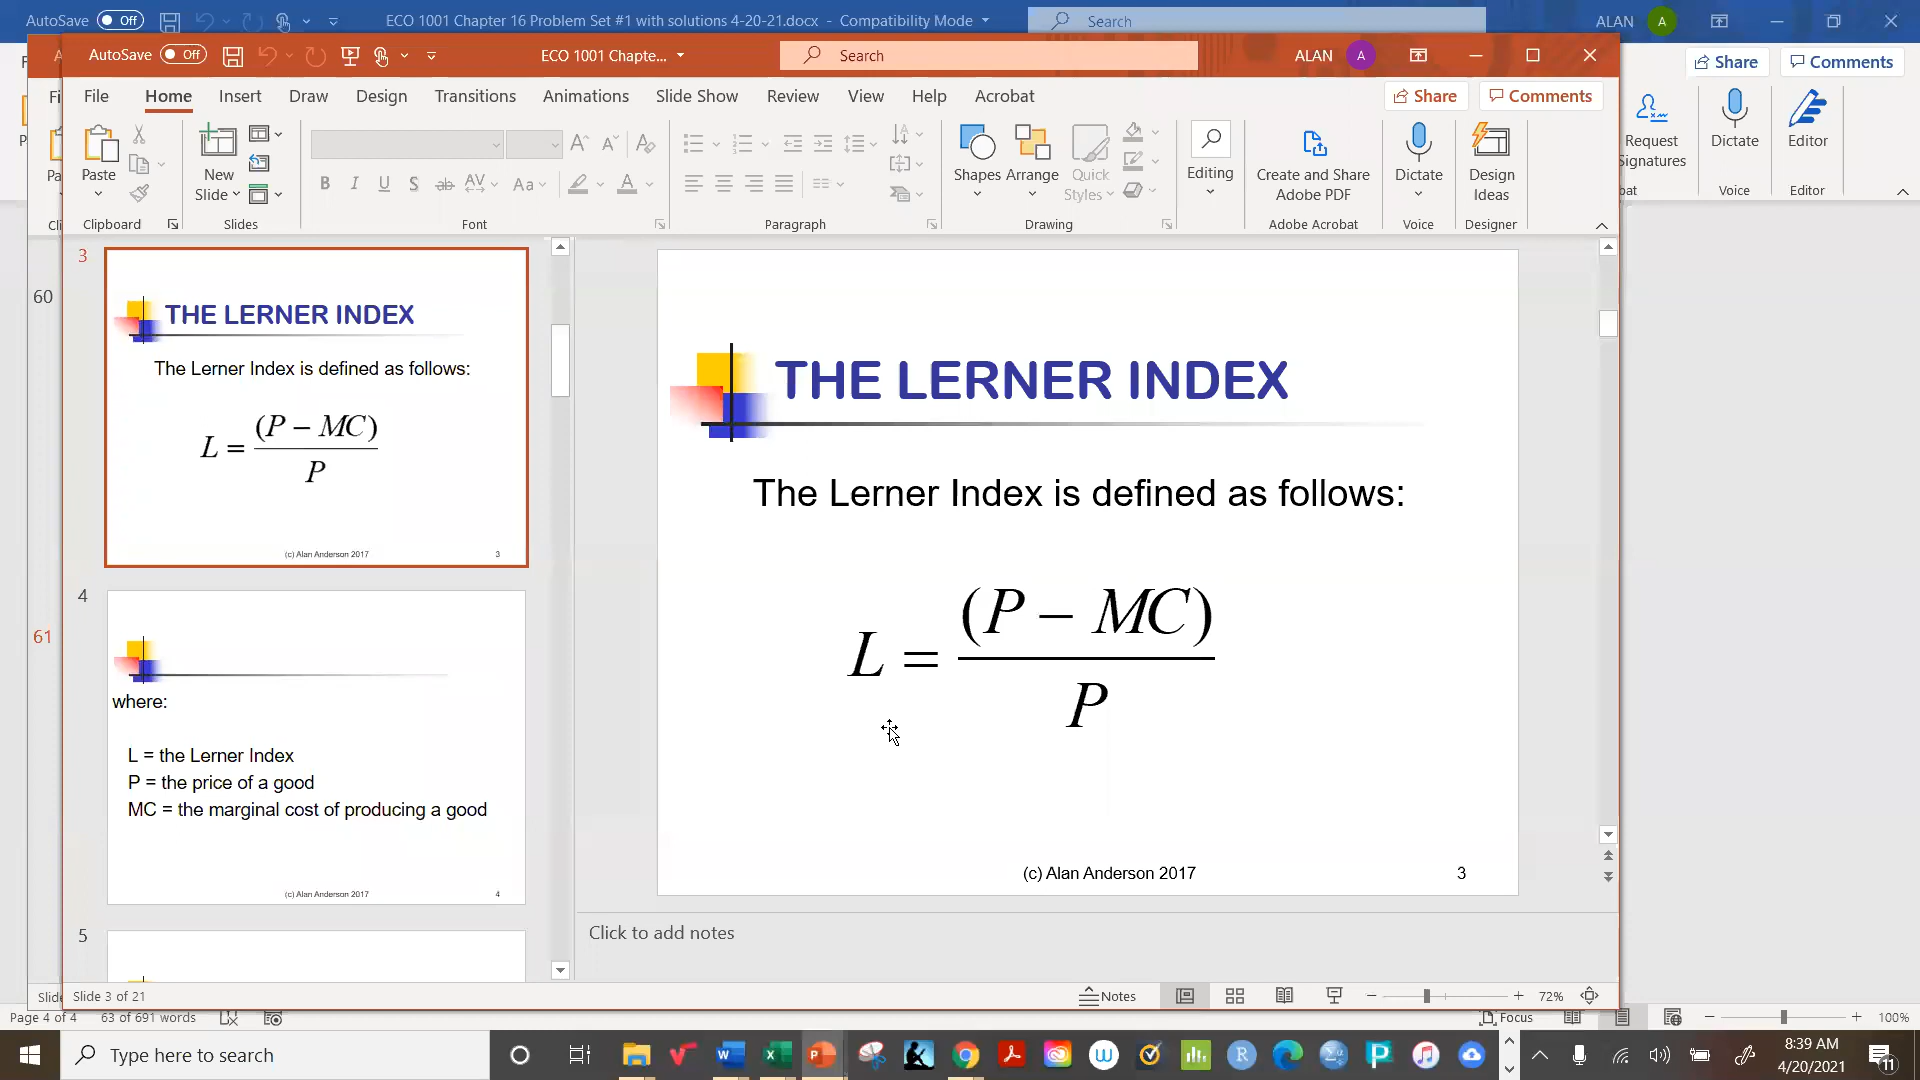 AutoSave Off ECO 1001 Chapter 16 Problem Set #1 with solutions 4-20-21.docx - Compatibility Mode Search ALAN A
AutoSave Off ECO 1001 Chapte... Search ALAN A
Share Comments
File Home Insert Draw Design Transitions Animations Slide Show Review View Help Acrobat Share Comments
Fi
Pa
Paste
New
Slide
Aa
Shapes Arrange Quick
Styles
Editing
Create and Share
Adobe PDF
Dictate
Design
Ideas
Request
Signatures
Dictate
Editor
Clipboard Slides Font Paragraph Drawing Adobe Acrobat Voice Designer
Voice Editor
60
61
3
THE LERNER INDEX
The Lerner Index is defined as follows:
L = (P − MC)
P
(c) Alan Anderson 2017 3
4
where:
L = the Lerner Index
P = the price of a good
MC = the marginal cost of producing a good
(c) Alan Anderson 2017 4
5
THE LERNER INDEX
The Lerner Index is defined as follows:
L = (P − MC)
P
(c) Alan Anderson 2017 3
Click to add notes
Slide 3 of 21 Notes 72%
Page 4 of 4 63 of 691 words Focus 100%
Type here to search
8:39 AM
4/20/2021
11